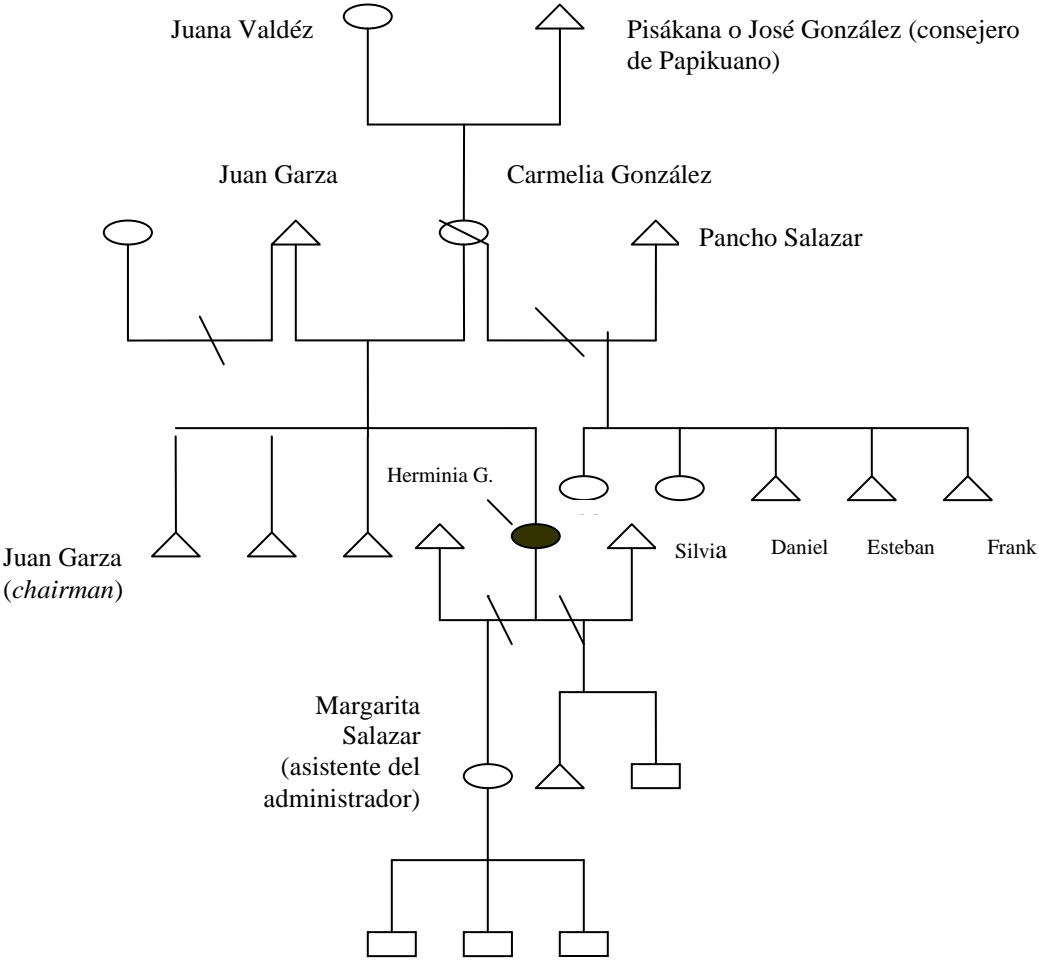 Juana Valdéz
Pisákana o José González (consejero
de Papikuano)
Juan Garza
Carmelia González
Pancho Salazar
Herminia G.
Juan Garza
(chairman)
Silvia
Daniel
Esteban
Frank
Margarita
Salazar
(asistente del
administrador)